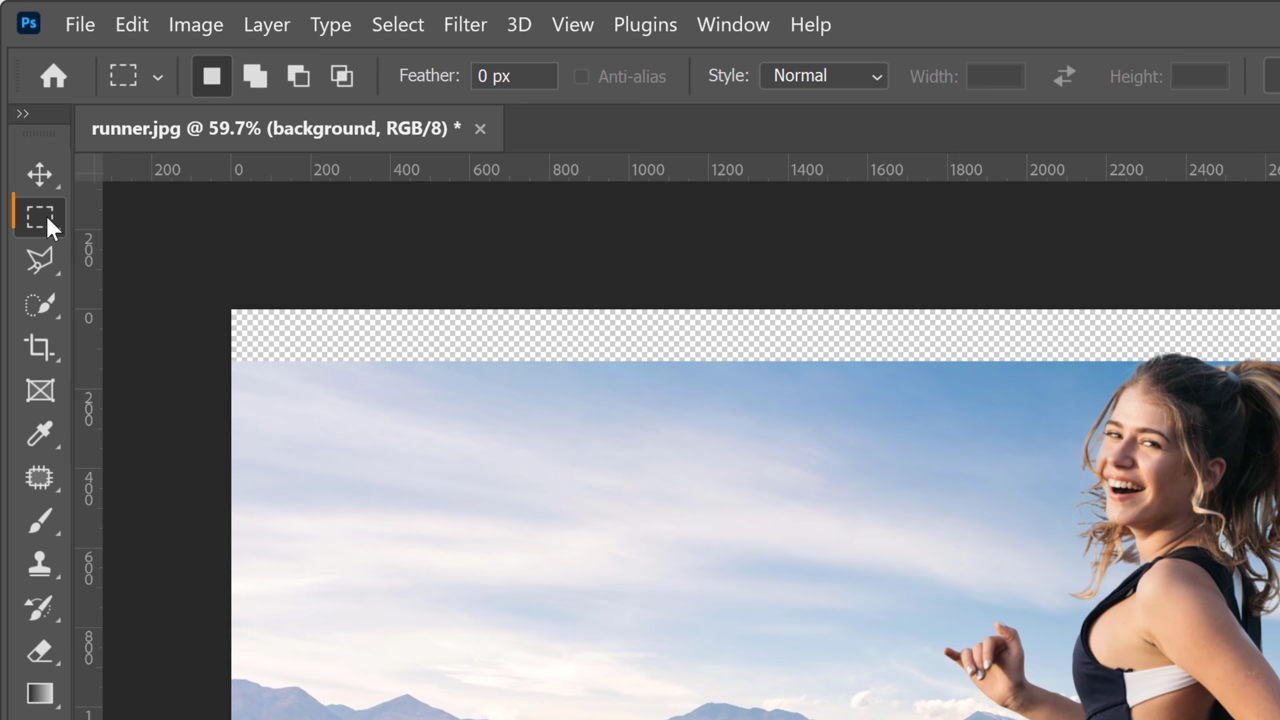 Ps File Edit Image Layer Type Select Filter 3D View Plugins Window Help
Feather: 0 px Anti-alias Style: Normal Width: Height:
runner.jpg @ 59.7% (background, RGB/8) * ×
200 0 200 400 600 800 1000 1200 1400 1600 1800 2000 2200 2400
200
0
200
400
600
800